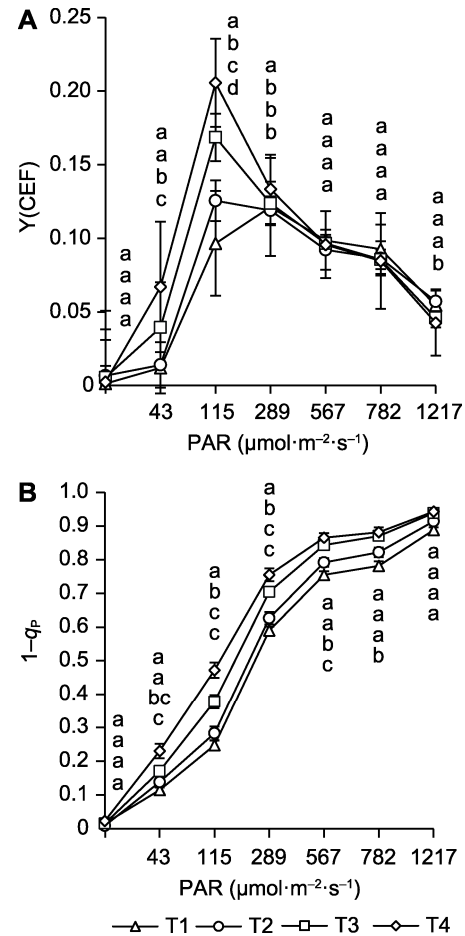 A
0.25
0.20
0.15
0.10
0.05
0
Y(CEF)
a
a
a
a
a
a
b
c
a
b
c
d
a
b
b
b
a
a
a
a
a
a
a
a
a
a
a
b
43 115 289 567 782 1217
PAR (µmol·m⁻²·s⁻¹)
B
1.0
0.9
0.8
0.7
0.6
0.5
0.4
0.3
0.2
0.1
0
1–qP
a
a
a
a
a
a
bc
c
a
b
c
c
a
b
c
c
a
a
b
c
a
a
a
b
a
a
a
a
43 115 289 567 782 1217
PAR (µmol·m⁻²·s⁻¹)
T1 T2 T3 T4